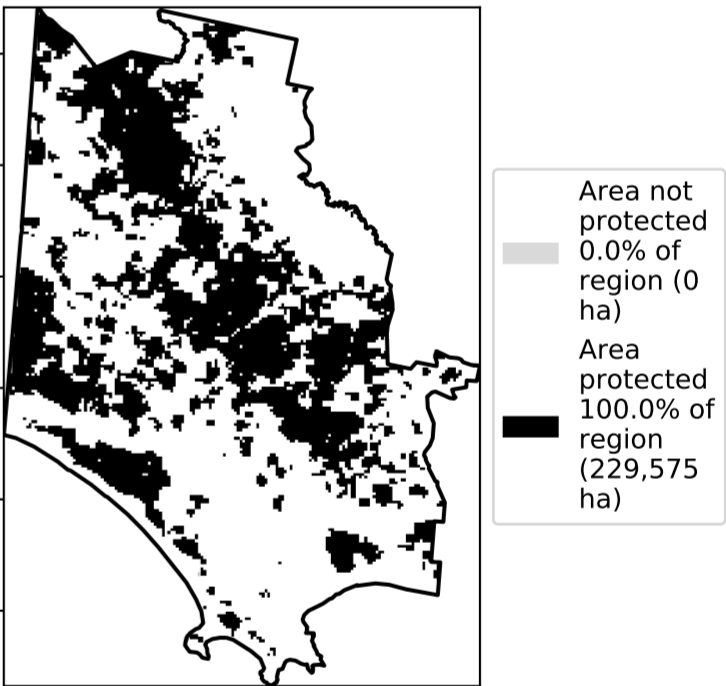 Area not
protected
0.0% of
region (0
ha)
Area
protected
100.0% of
region
(229,575
ha)